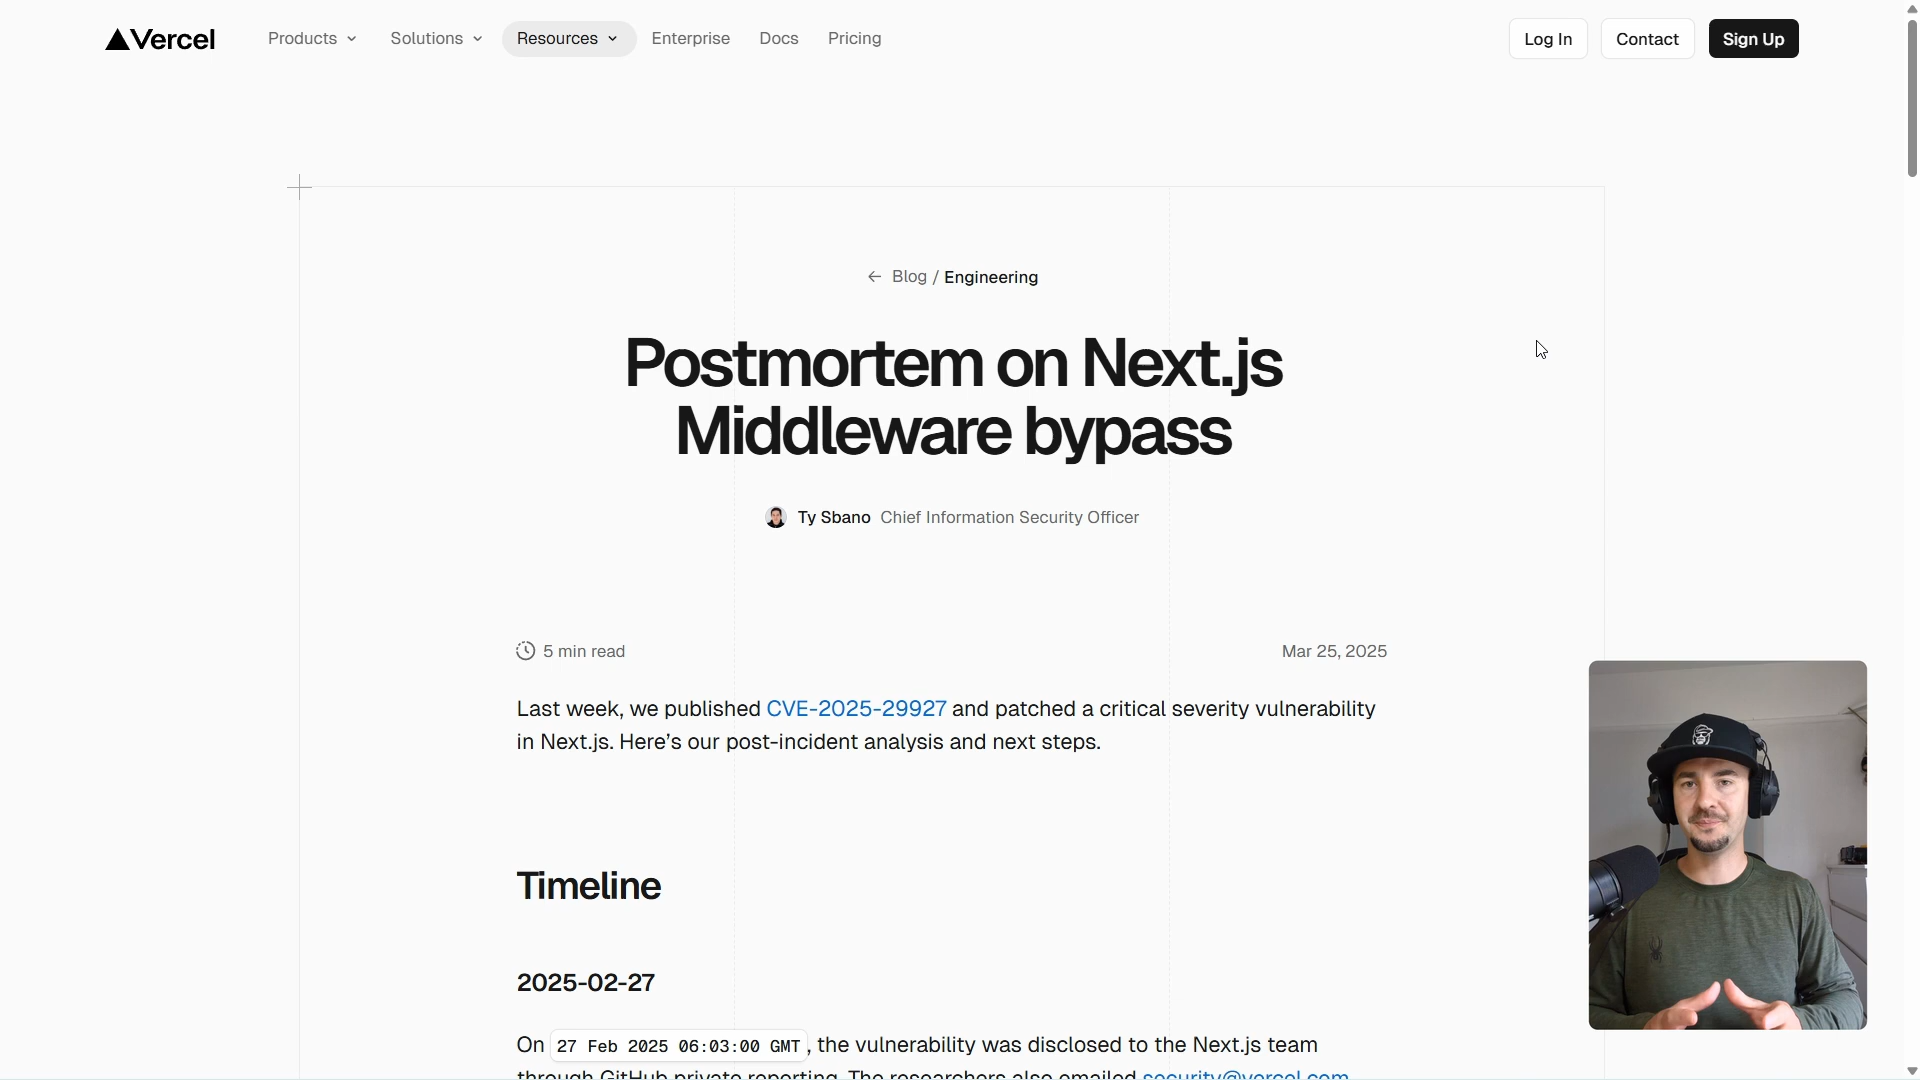 Vercel
Products
Solutions
Resources
Enterprise
Docs
Pricing
Log In
Contact
Sign Up
Blog / Engineering
Postmortem on Next.js
Middleware bypass
Ty Sbano Chief Information Security Officer
5 min read
Mar 25, 2025
Last week, we published CVE-2025-29927 and patched a critical severity vulnerability
in Next.js. Here’s our post-incident analysis and next steps.
Timeline
2025-02-27
On 27 Feb 2025 06:03:00 GMT, the vulnerability was disclosed to the Next.js team
through GitHub private reporting. The researchers also emailed security@vercel.com